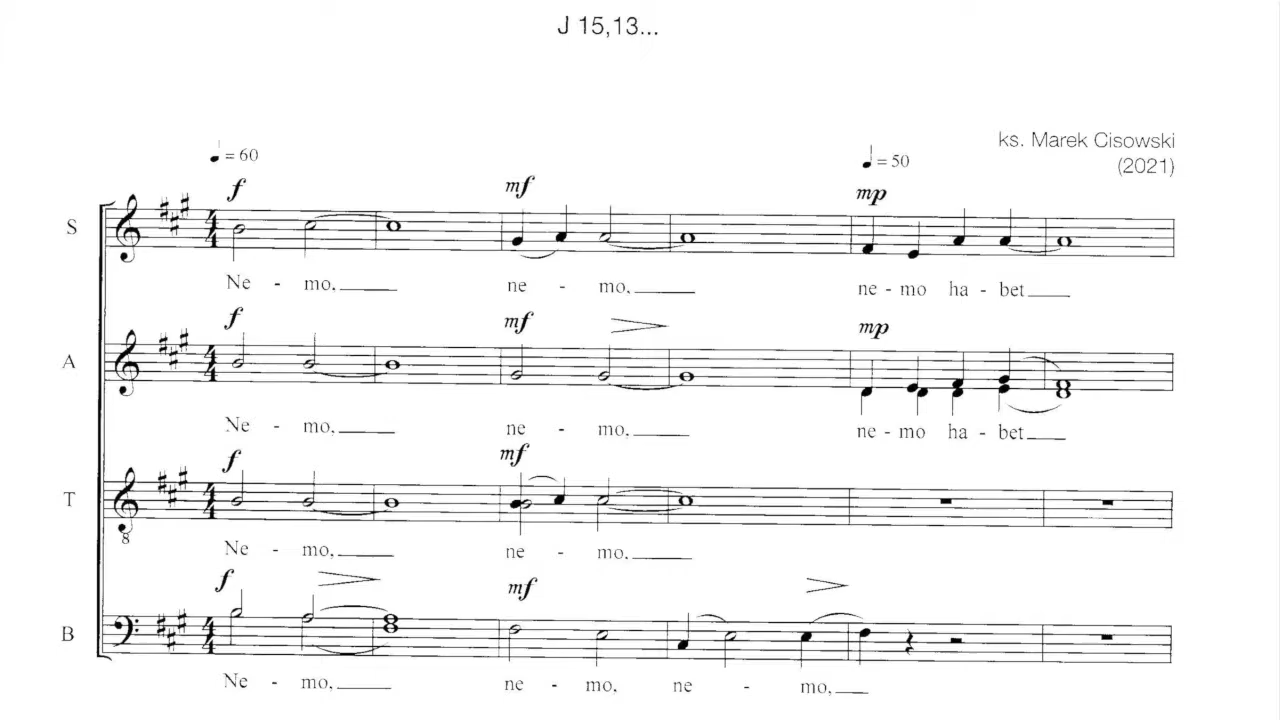 J 15,13...
ks. Marek Cisowski
(2021)
= 60
= 50
f mf mp
S
Ne - mo, ne - mo, ne - mo ha - bet
f mf mp
A
Ne - mo, ne - mo, ne - mo ha - bet
f mf
T
8
Ne - mo, ne - mo,
f mf
B
Ne - mo, ne - mo, ne - mo,